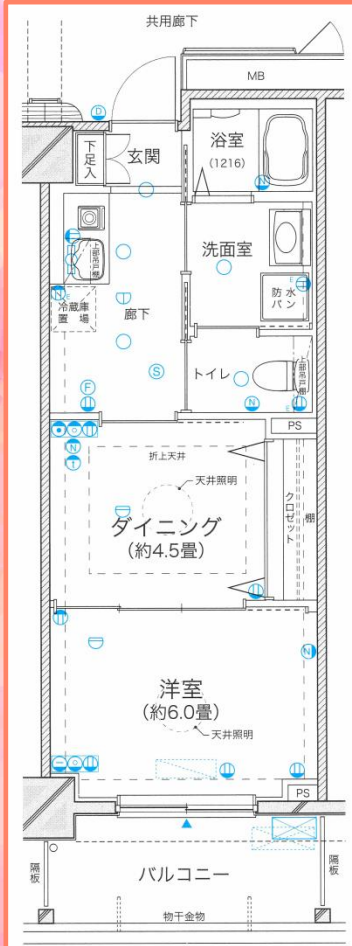 共用廊下
MB
D
下足入
玄関
浴室
(1216)
N
上部吊戸棚
洗面室
E
防水
パン
N
E
冷蔵庫
置場
廊下
S
トイレ
上部吊戸棚
F
N
E
PS
N
t
折上天井
天井照明
ダイニング
(約4.5畳)
クロゼット
棚
N
洋室
(約6.0畳)
天井照明
PS
隔板
バルコニー
隔板
物干金物